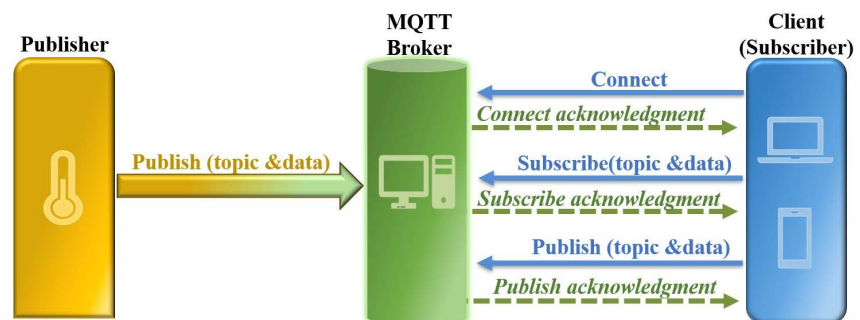 Publisher
MQTT
Broker
Client
(Subscriber)
Connect
Connect acknowledgment
Publish (topic &data)
Subscribe(topic &data)
Subscribe acknowledgment
Publish (topic &data)
Publish acknowledgment